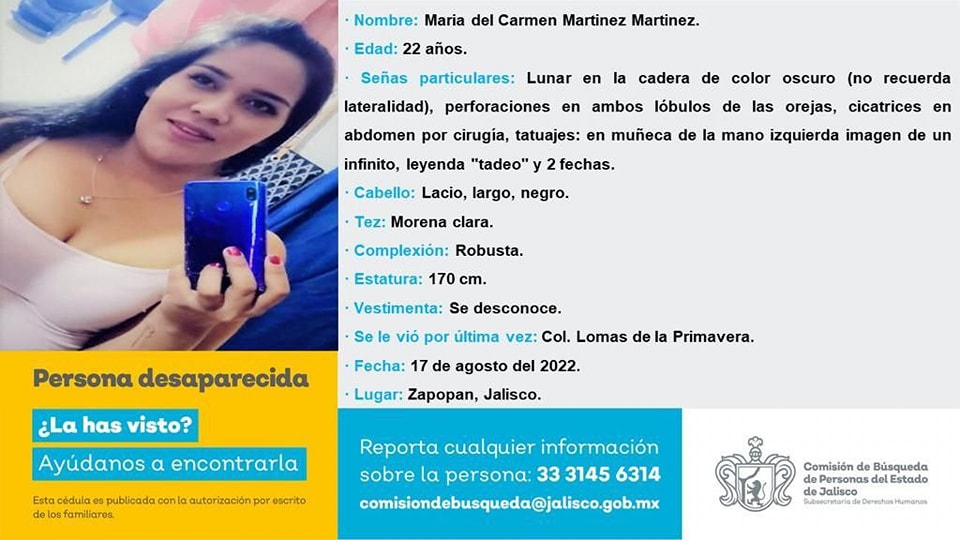 · Nombre: Maria del Carmen Martinez Martinez.
· Edad: 22 años.
· Señas particulares: Lunar en la cadera de color oscuro (no recuerda
lateralidad), perforaciones en ambos lóbulos de las orejas, cicatrices en
abdomen por cirugía, tatuajes: en muñeca de la mano izquierda imagen de un
infinito, leyenda "tadeo" y 2 fechas.
· Cabello: Lacio, largo, negro.
· Tez: Morena clara.
· Complexión: Robusta.
· Estatura: 170 cm.
· Vestimenta: Se desconoce.
· Se le vió por última vez: Col. Lomas de la Primavera.
· Fecha: 17 de agosto del 2022.
· Lugar: Zapopan, Jalisco.
Persona desaparecida
¿La has visto?
Ayúdanos a encontrarla
Esta cédula es publicada con la autorización por escrito
de los familiares.
Reporta cualquier información
sobre la persona: 33 3145 6314
comisiondebusqueda@jalisco.gob.mx
Comisión de Búsqueda
de Personas del Estado
de Jalisco
Subsecretaría de Derechos Humanos